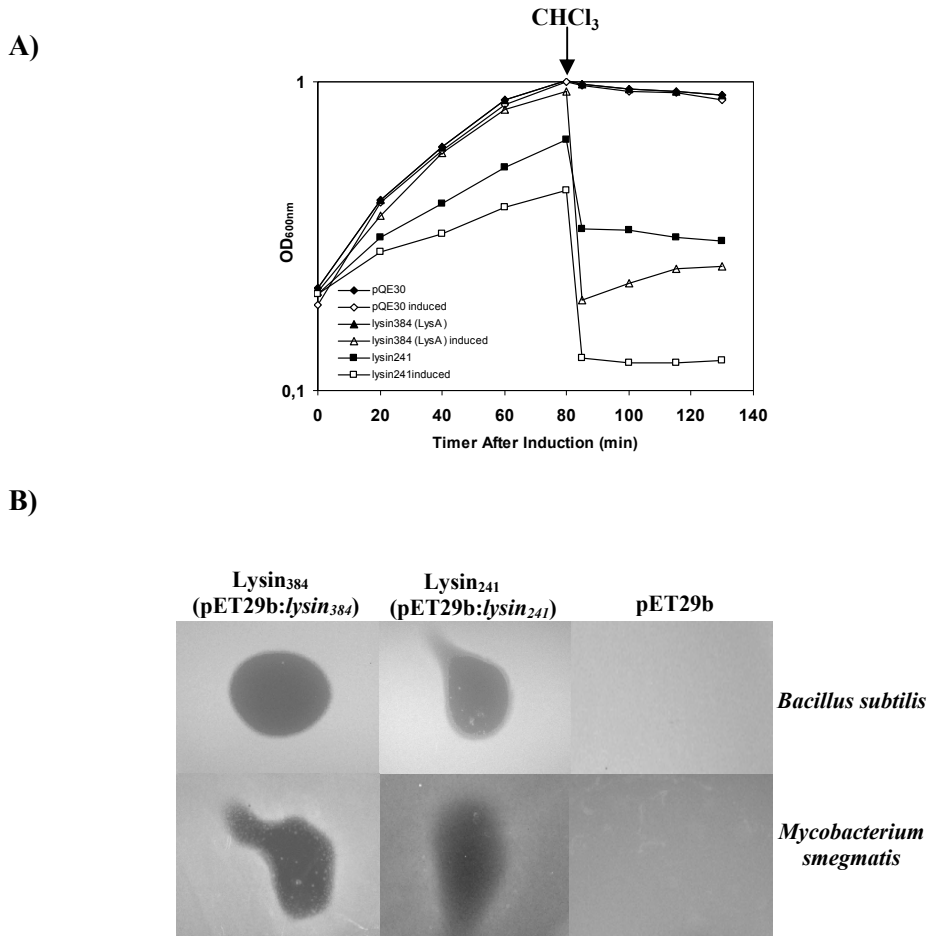 A)
CHCl3
1
0,1
OD600nm
pQE30
pQE30 induced
lysin384 (LysA)
lysin384 (LysA) induced
lysin241
lysin241induced
0 20 40 60 80 100 120 140
Timer After Induction (min)
B)
Lysin384
(pET29b:lysin384)
Lysin241
(pET29b:lysin241)
pET29b
Bacillus subtilis
Mycobacterium
smegmatis